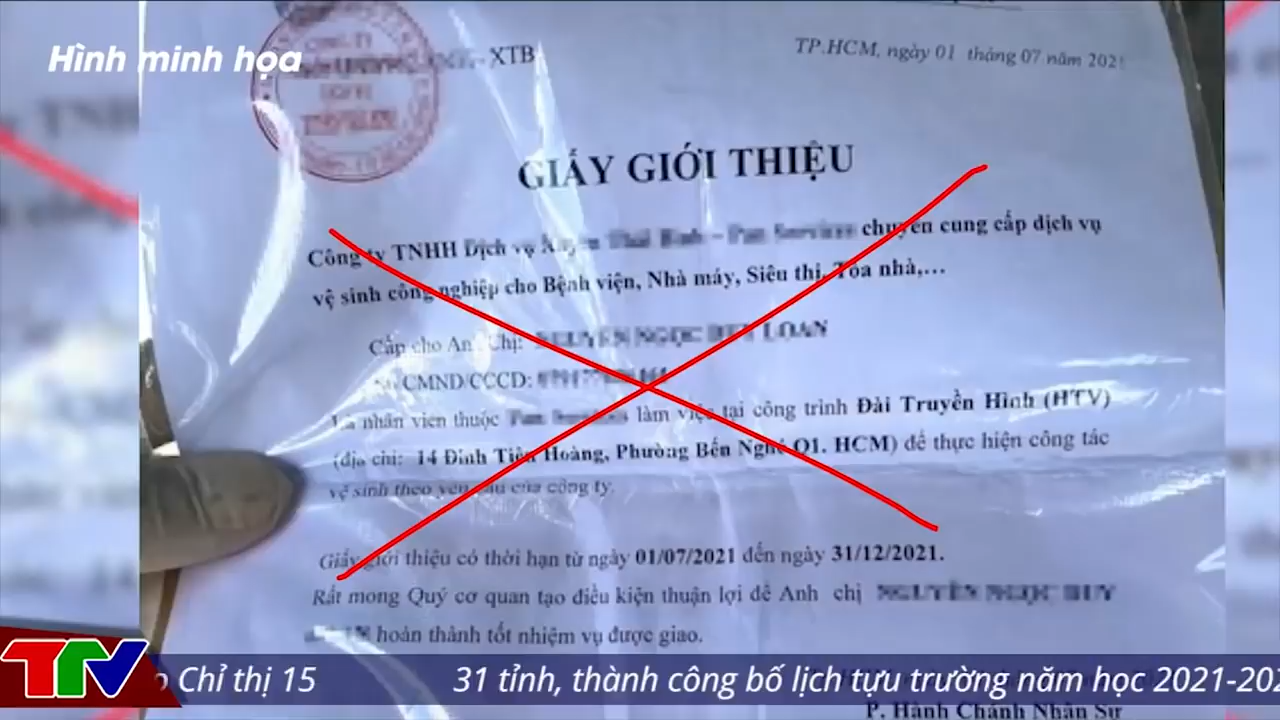 Hình minh họa
XTB
TP.HCM, ngày 01 tháng 07 năm 2021
GIẤY GIỚI THIỆU
Công ty TNHH Dịch vụ chuyên cung cấp dịch vụ
vệ sinh công nghiệp cho Bệnh viện, Nhà máy, Siêu thị, Tòa nhà,...
Cấp cho Anh Chị:
CMND/CCCD:
Là nhân viên thuộc làm việc tại công trình Đài Truyền Hình (HTV)
(địa chỉ: 14 Đinh Tiên Hoàng, Phường Bến Nghé Q1. HCM) để thực hiện công tác
vệ sinh theo yêu cầu của công ty.
Giấy giới thiệu có thời hạn từ ngày 01/07/2021 đến ngày 31/12/2021.
Rất mong Quý cơ quan tạo điều kiện thuận lợi để Anh chị
hoàn thành tốt nhiệm vụ được giao.
TTV
Chỉ thị 15 31 tỉnh, thành công bố lịch tựu trường năm học 2021-202
P. Hành Chánh Nhân Sự